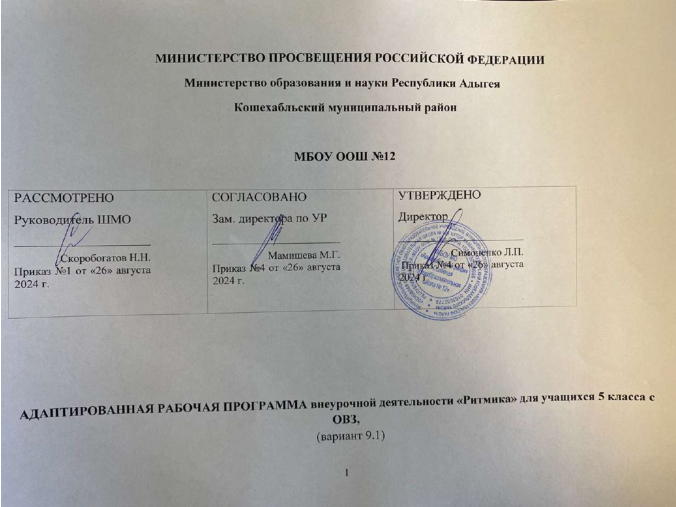 МИНИСТЕРСТВО ПРОСВЕЩЕНИЯ РОССИЙСКОЙ ФЕДЕРАЦИИ
Министерство образования и науки Республики Адыгея
Кошехабльский муниципальный район
МБОУ ООШ №12
РАССМОТРЕНО
Руководитель ШМО
Скоробогатов Н.Н.
Приказ №1 от «26» августа
2024 г.
СОГЛАСОВАНО
Зам. директора по УР
Мамишева М.Г.
Приказ №4 от «26» августа
2024 г.
УТВЕРЖДЕНО
Директор
Симоненко Л.П.
Приказ №4 от «26» августа
2024 г.
АДАПТИРОВАННАЯ РАБОЧАЯ ПРОГРАММА внеурочной деятельности «Ритмика» для учащихся 5 класса с
ОВЗ,
(вариант 9.1)
1